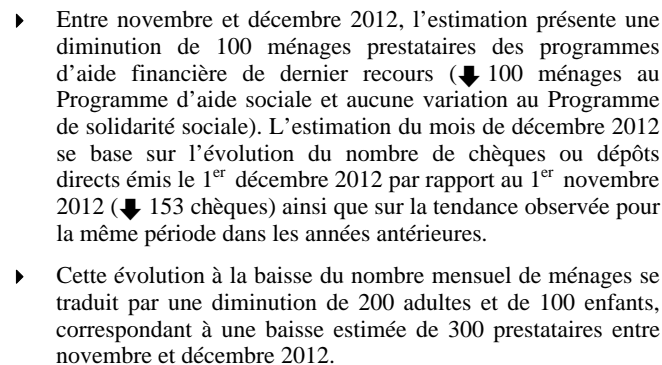 Entre novembre et décembre 2012, l’estimation présente une
diminution de 100 ménages prestataires des programmes
d’aide financière de dernier recours (🡇 100 ménages au
Programme d’aide sociale et aucune variation au Programme
de solidarité sociale). L’estimation du mois de décembre 2012
se base sur l’évolution du nombre de chèques ou dépôts
directs émis le 1er décembre 2012 par rapport au 1er novembre
2012 (🡇 153 chèques) ainsi que sur la tendance observée pour
la même période dans les années antérieures.
Cette évolution à la baisse du nombre mensuel de ménages se
traduit par une diminution de 200 adultes et de 100 enfants,
correspondant à une baisse estimée de 300 prestataires entre
novembre et décembre 2012.